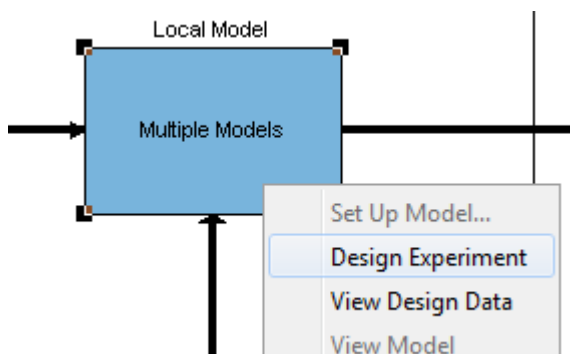 Local Model
Multiple Models
Set Up Model...
Design Experiment
View Design Data
View Model